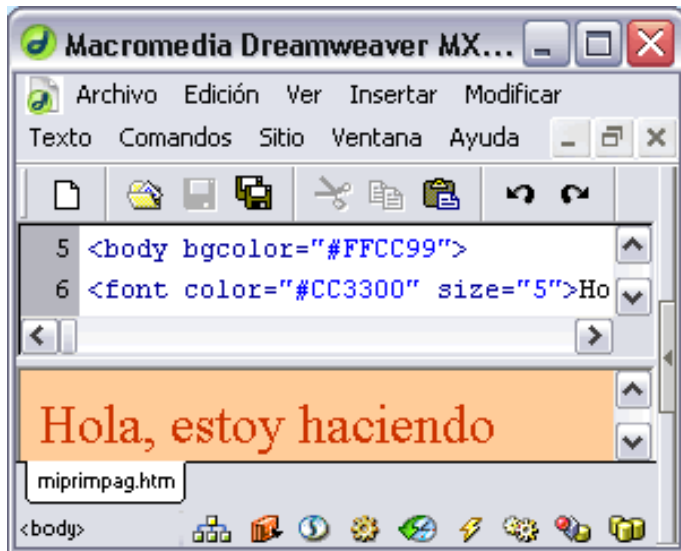 Macromedia Dreamweaver MX...
Archivo Edición Ver Insertar Modificar
Texto Comandos Sitio Ventana Ayuda
5 <body bgcolor="#FFCC99">
6 <font color="#CC3300" size="5">Ho
Hola, estoy haciendo
miprimpag.htm
<body>